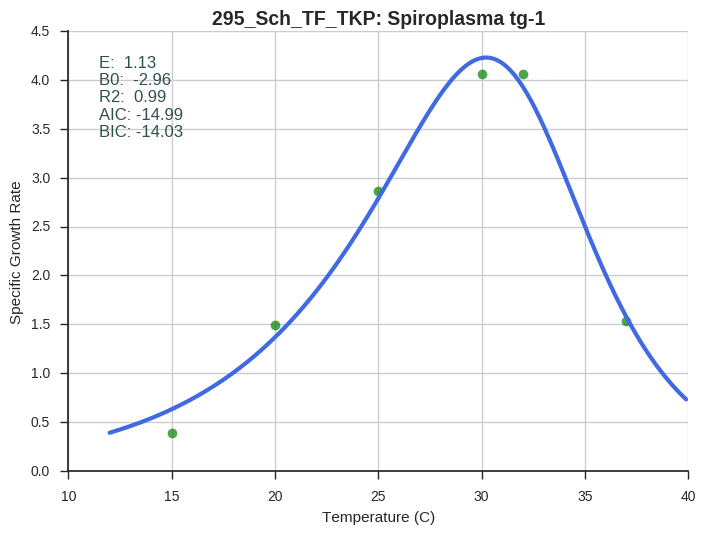 295_Sch_TF_TKP: Spiroplasma tg-1
4.5
4.0
3.5
3.0
2.5
2.0
1.5
1.0
0.5
0.0
E:  1.13
B0:  -2.96
R2:  0.99
AIC: -14.99
BIC: -14.03
Specific Growth Rate
10 15 20 25 30 35 40
Temperature (C)